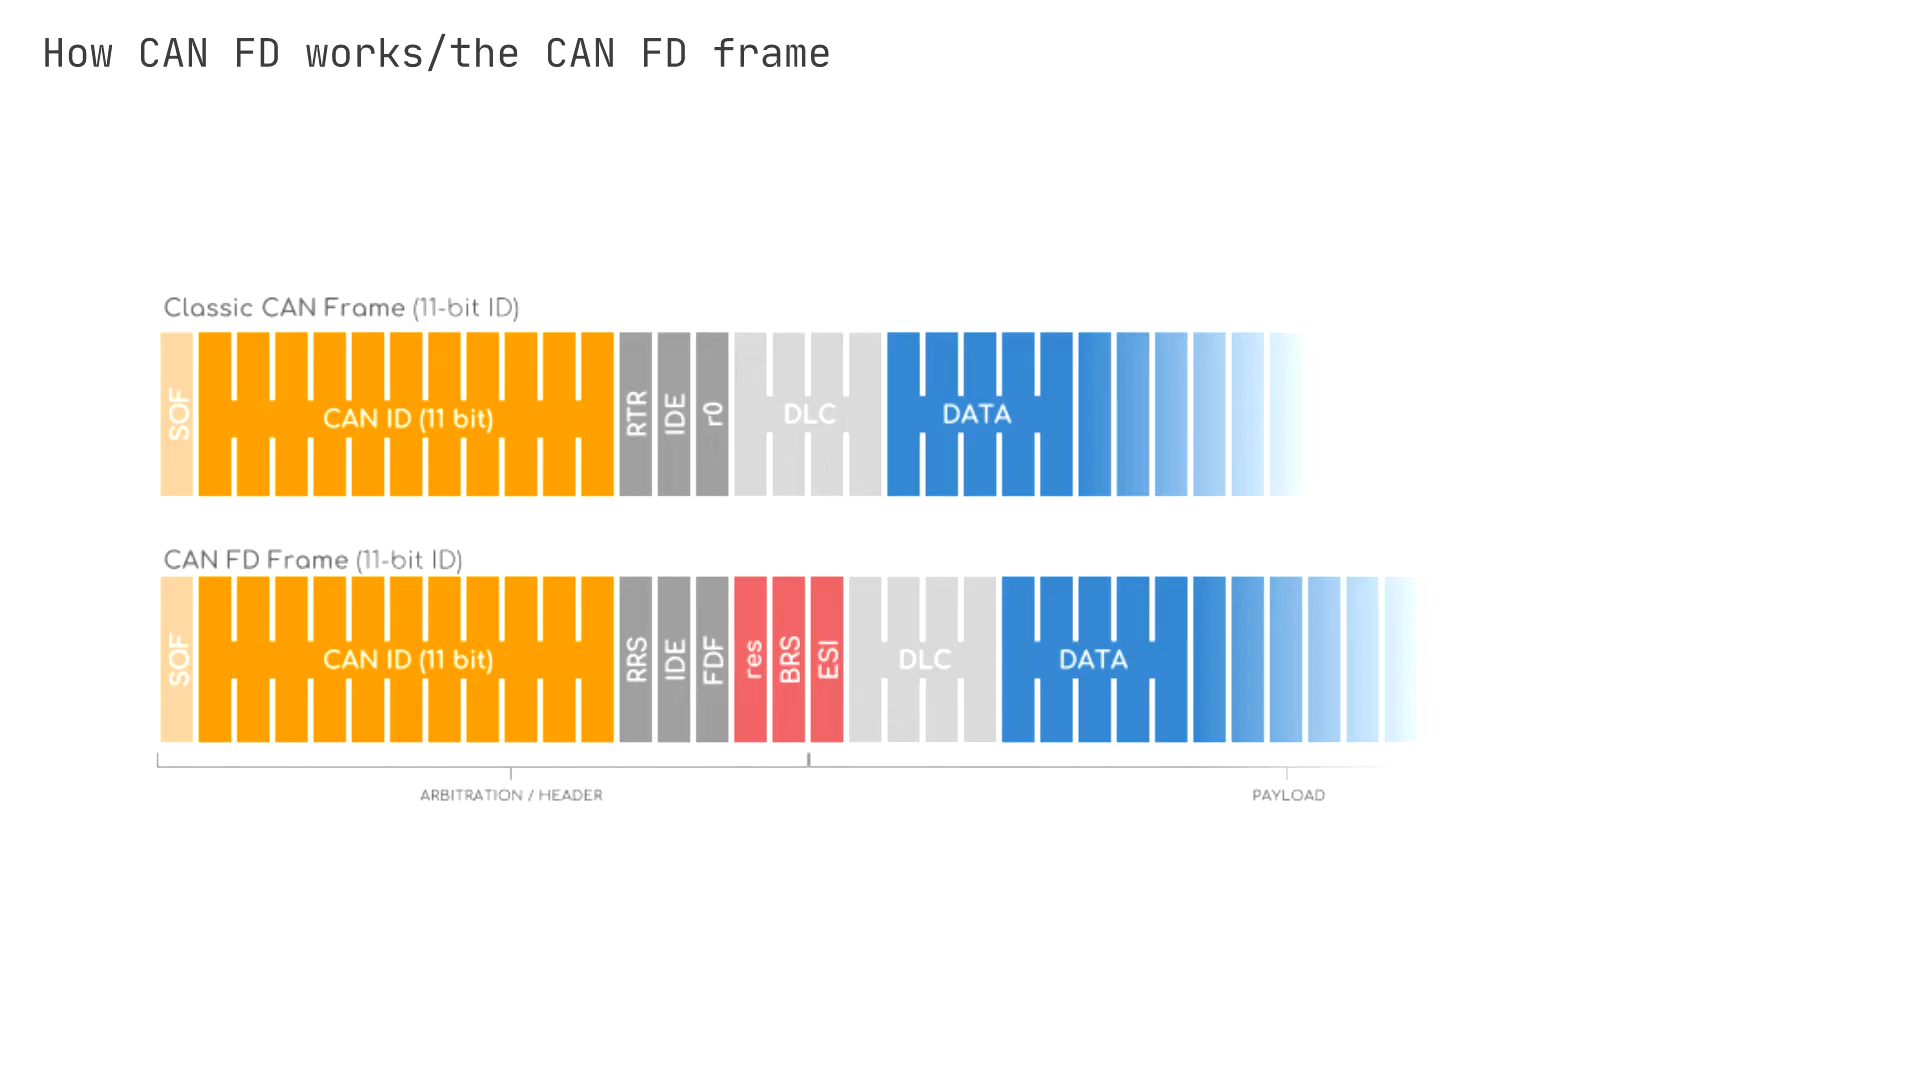 How CAN FD works/the CAN FD frame
Classic CAN Frame (11-bit ID)
SOF CAN ID (11 bit) RTR IDE r0 DLC DATA
CAN FD Frame (11-bit ID)
SOF CAN ID (11 bit) RRS IDE FDF res BRS ESI DLC DATA
ARBITRATION / HEADER PAYLOAD